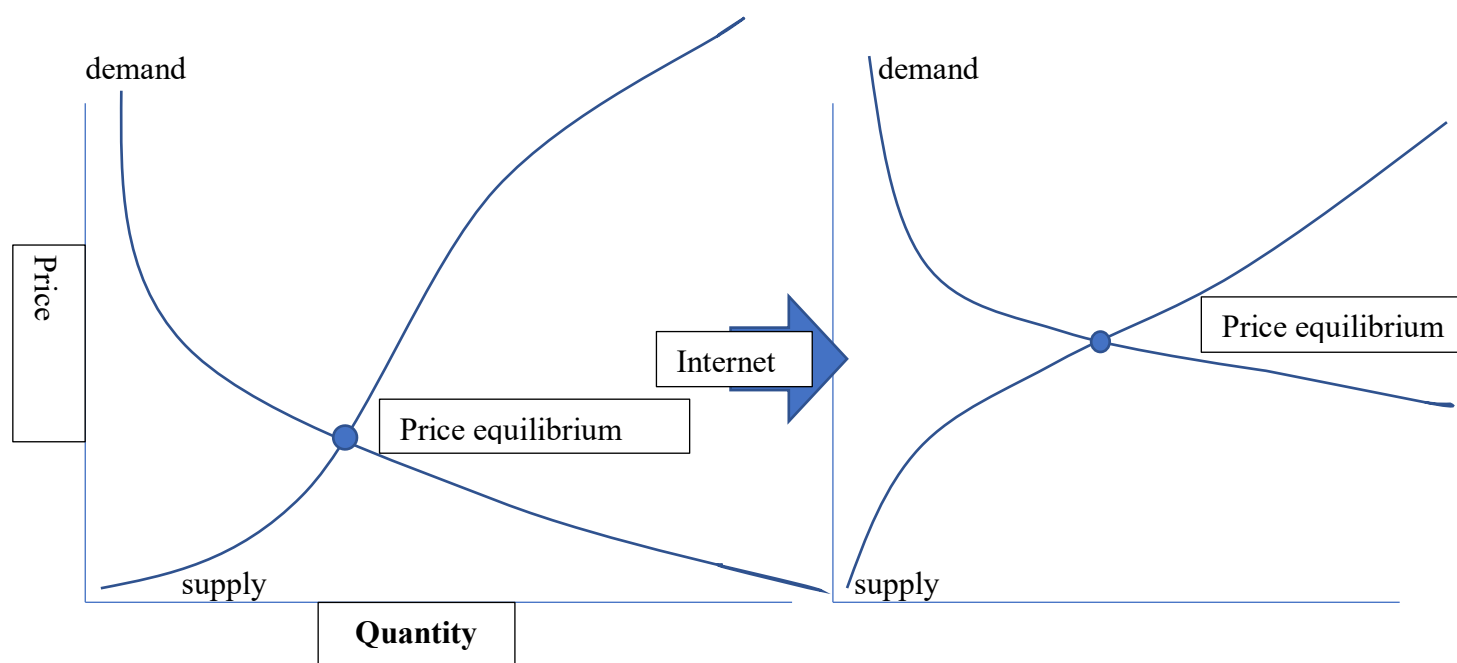 demand
demand
Price
Price equilibrium
Internet
Price equilibrium
supply
supply
Quantity